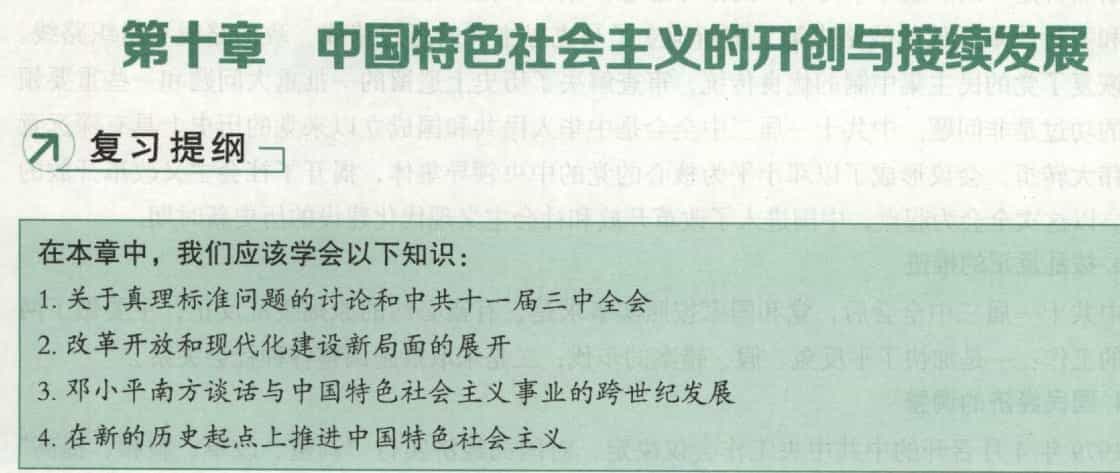 第十章 中国特色社会主义的开创与接续发展
复习提纲
在本章中，我们应该学会以下知识：
1. 关于真理标准问题的讨论和中共十一届三中全会
2. 改革开放和现代化建设新局面的展开
3. 邓小平南方谈话与中国特色社会主义事业的跨世纪发展
4. 在新的历史起点上推进中国特色社会主义